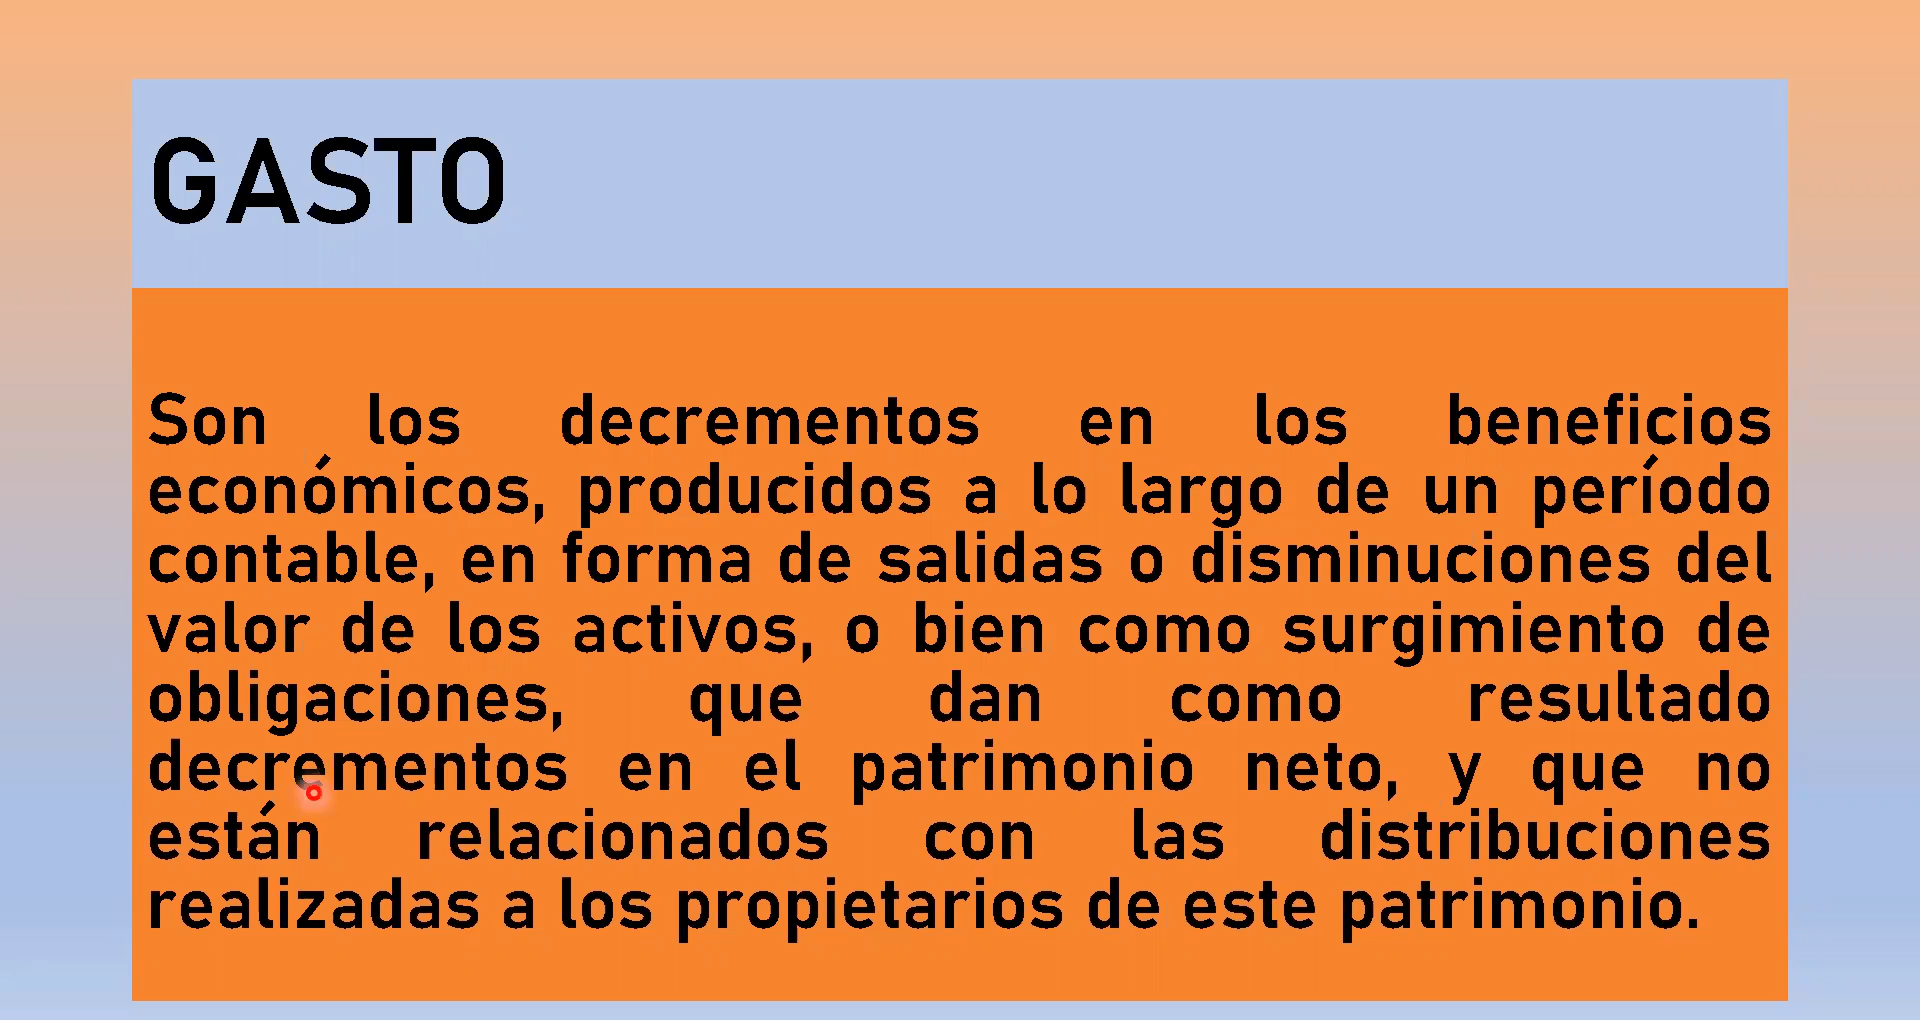 GASTO
Son los decrementos en los beneficios
económicos, producidos a lo largo de un período
contable, en forma de salidas o disminuciones del
valor de los activos, o bien como surgimiento de
obligaciones, que dan como resultado
decrementos en el patrimonio neto, y que no
están relacionados con las distribuciones
realizadas a los propietarios de este patrimonio.